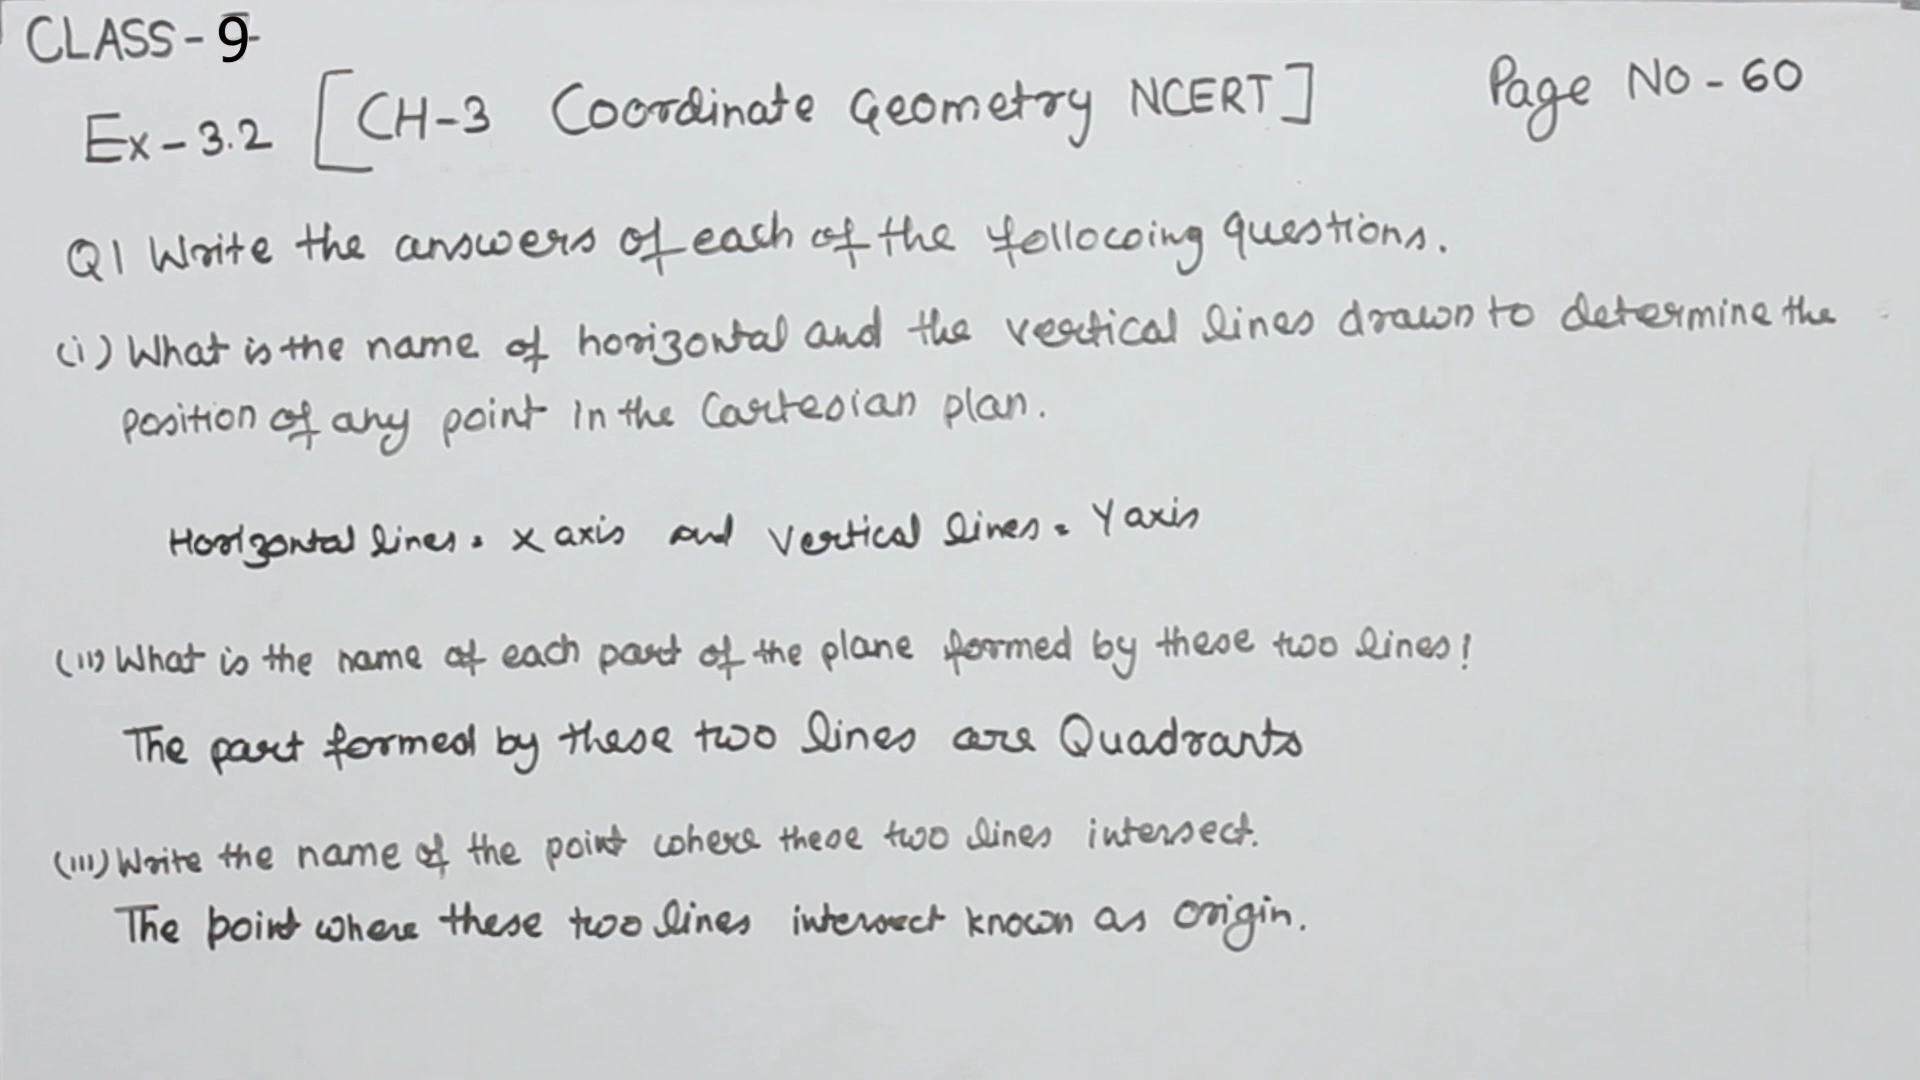 CLASS - 9
Ex-3.2 [CH-3 Coordinate Geometry NCERT] Page No-60
Q1 Write the answers of each of the following questions.
(i) What is the name of horizontal and the vertical lines drawn to determine the
position of any point in the Cartesian plan.
Horizontal lines = x axis and vertical lines = Y axis
(ii) What is the name of each part of the plane formed by these two lines!
The part formed by these two lines are Quadrants
(iii) Write the name of the point where these two lines intersect.
The point where these two lines intersect known as origin.